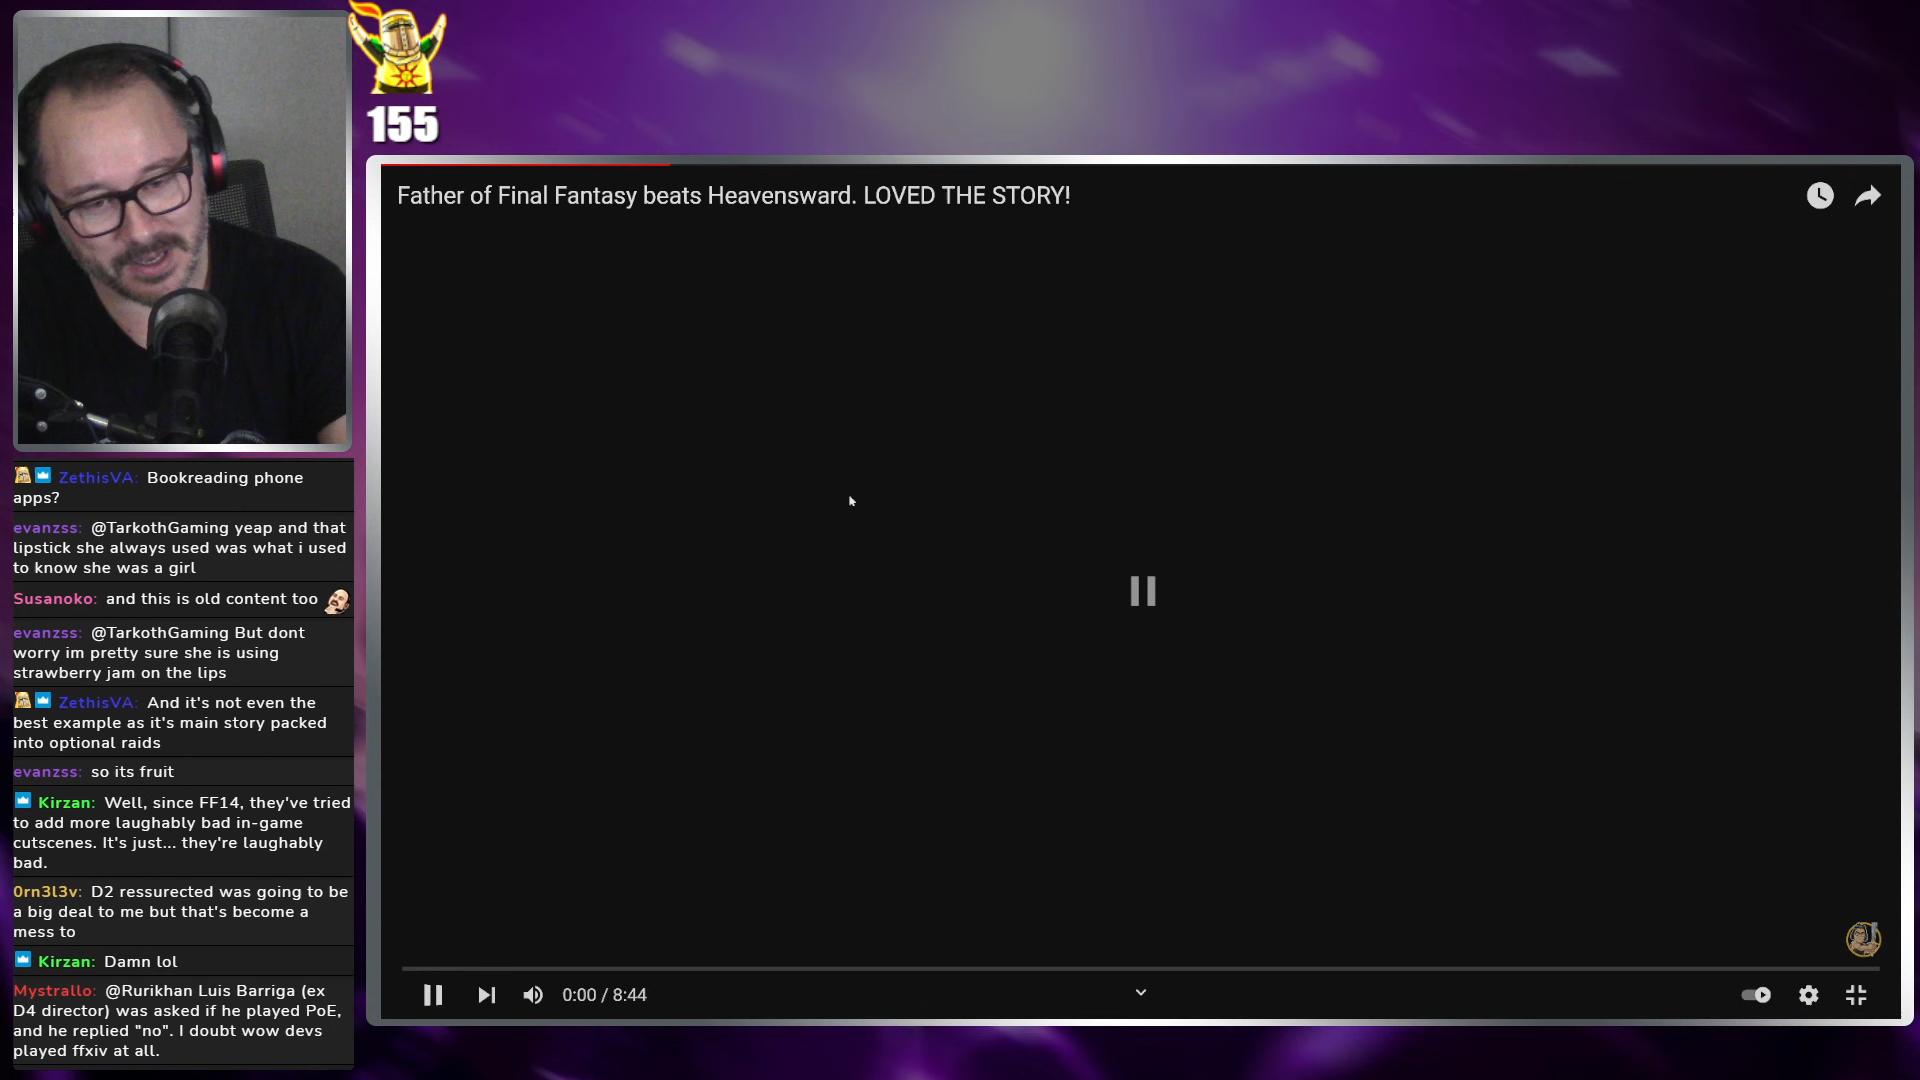 155
Father of Final Fantasy beats Heavensward. LOVED THE STORY!
ZethisVA: Bookreading phone
apps?
evanzss: @TarkothGaming yeap and that
lipstick she always used was what i used
to know she was a girl
Susanoko: and this is old content too
evanzss: @TarkothGaming But dont
worry im pretty sure she is using
strawberry jam on the lips
ZethisVA: And it's not even the
best example as it's main story packed
into optional raids
evanzss: so its fruit
Kirzan: Well, since FF14, they've tried
to add more laughably bad in-game
cutscenes. It's just... they're laughably
bad.
0rn3l3v: D2 ressurected was going to be
a big deal to me but that's become a
mess to
Kirzan: Damn lol
Mystrallo: @Rurikhan Luis Barriga (ex
D4 director) was asked if he played PoE,
and he replied "no". I doubt wow devs
played ffxiv at all.
0:00 / 8:44